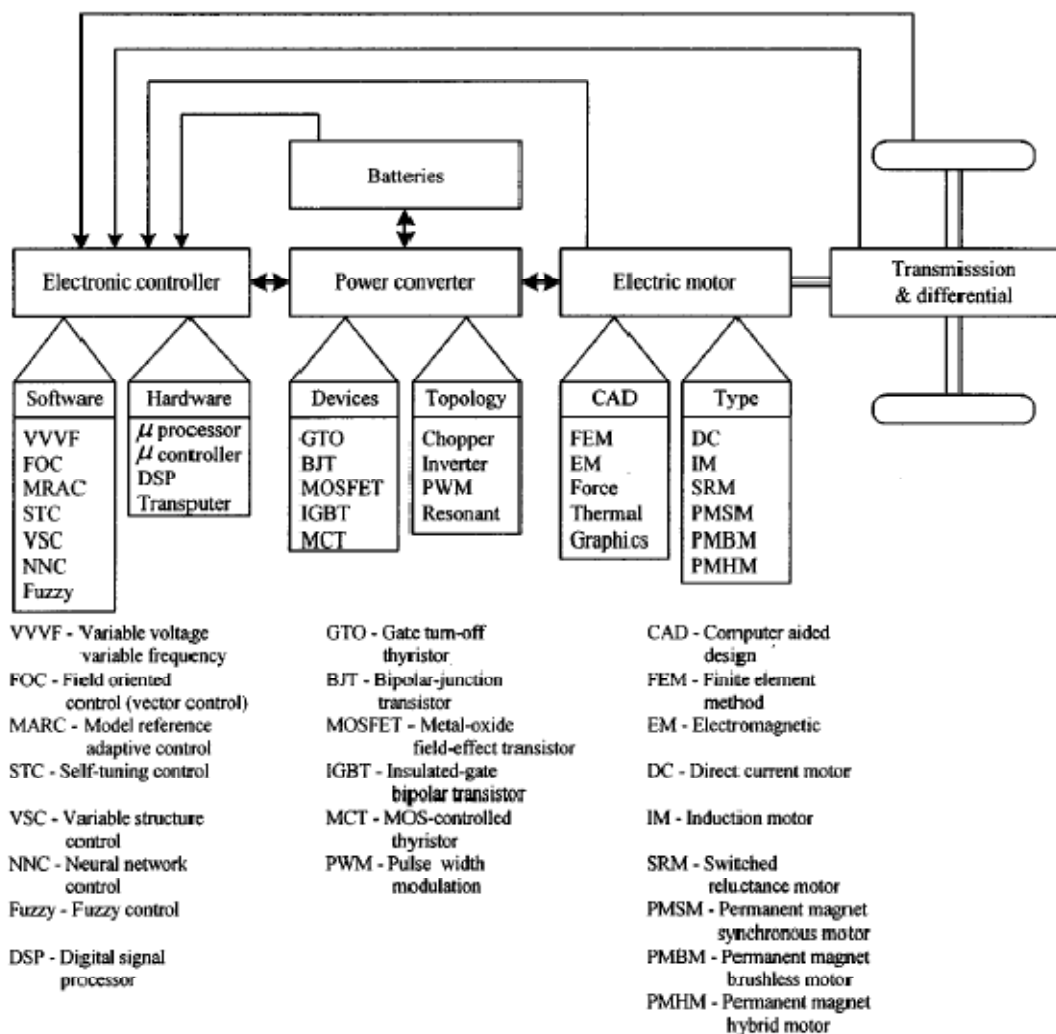 Batteries
Electronic controller
Power converter
Electric motor
Transmisssion
& differential
Software
VVVF
FOC
MRAC
STC
VSC
NNC
Fuzzy
Hardware
μ processor
μ controller
DSP
Transputer
Devices
GTO
BJT
MOSFET
IGBT
MCT
Topology
Chopper
Inverter
PWM
Resonant
CAD
FEM
EM
Force
Thermal
Graphics
Type
DC
IM
SRM
PMSM
PMBM
PMHM
VVVF - Variable voltage
variable frequency
FOC - Field oriented
control (vector control)
MARC - Model reference
adaptive control
STC - Self-tuning control
VSC - Variable structure
control
NNC - Neural network
control
Fuzzy - Fuzzy control
DSP - Digital signal
processor
GTO - Gate turn-off
thyristor
BJT - Bipolar-junction
transistor
MOSFET - Metal-oxide
field-effect transistor
IGBT - Insulated-gate
bipolar transistor
MCT - MOS-controlled
thyristor
PWM - Pulse width
modulation
CAD - Computer aided
design
FEM - Finite element
method
EM - Electromagnetic
DC - Direct current motor
IM - Induction motor
SRM - Switched
reluctance motor
PMSM - Permanent magnet
synchronous motor
PMBM - Permanent magnet
brushless motor
PMHM - Permanent magnet
hybrid motor